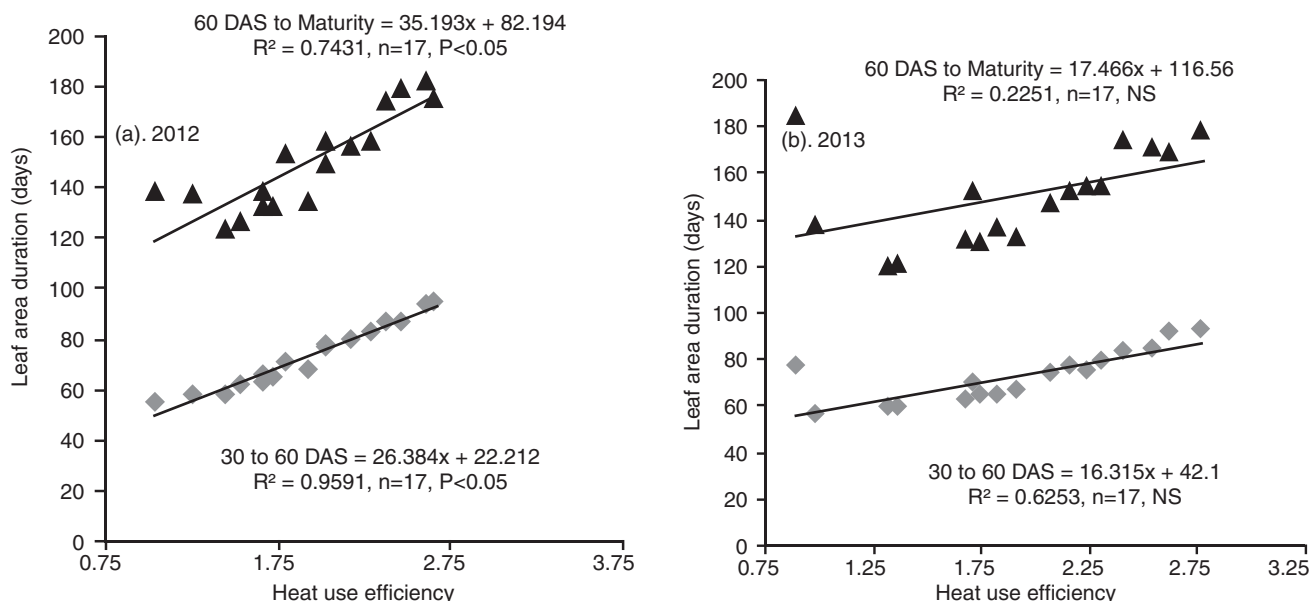 60 DAS to Maturity = 35.193x + 82.194
R² = 0.7431, n=17, P<0.05
(a). 2012
Leaf area duration (days)
200
180
160
140
120
100
80
60
40
20
0
30 to 60 DAS = 26.384x + 22.212
R² = 0.9591, n=17, P<0.05
0.75 1.75 2.75 3.75
Heat use efficiency
60 DAS to Maturity = 17.466x + 116.56
R² = 0.2251, n=17, NS
(b). 2013
Leaf area duration (days)
200
180
160
140
120
100
80
60
40
20
0
30 to 60 DAS = 16.315x + 42.1
R² = 0.6253, n=17, NS
0.75 1.25 1.75 2.25 2.75 3.25
Heat use efficiency